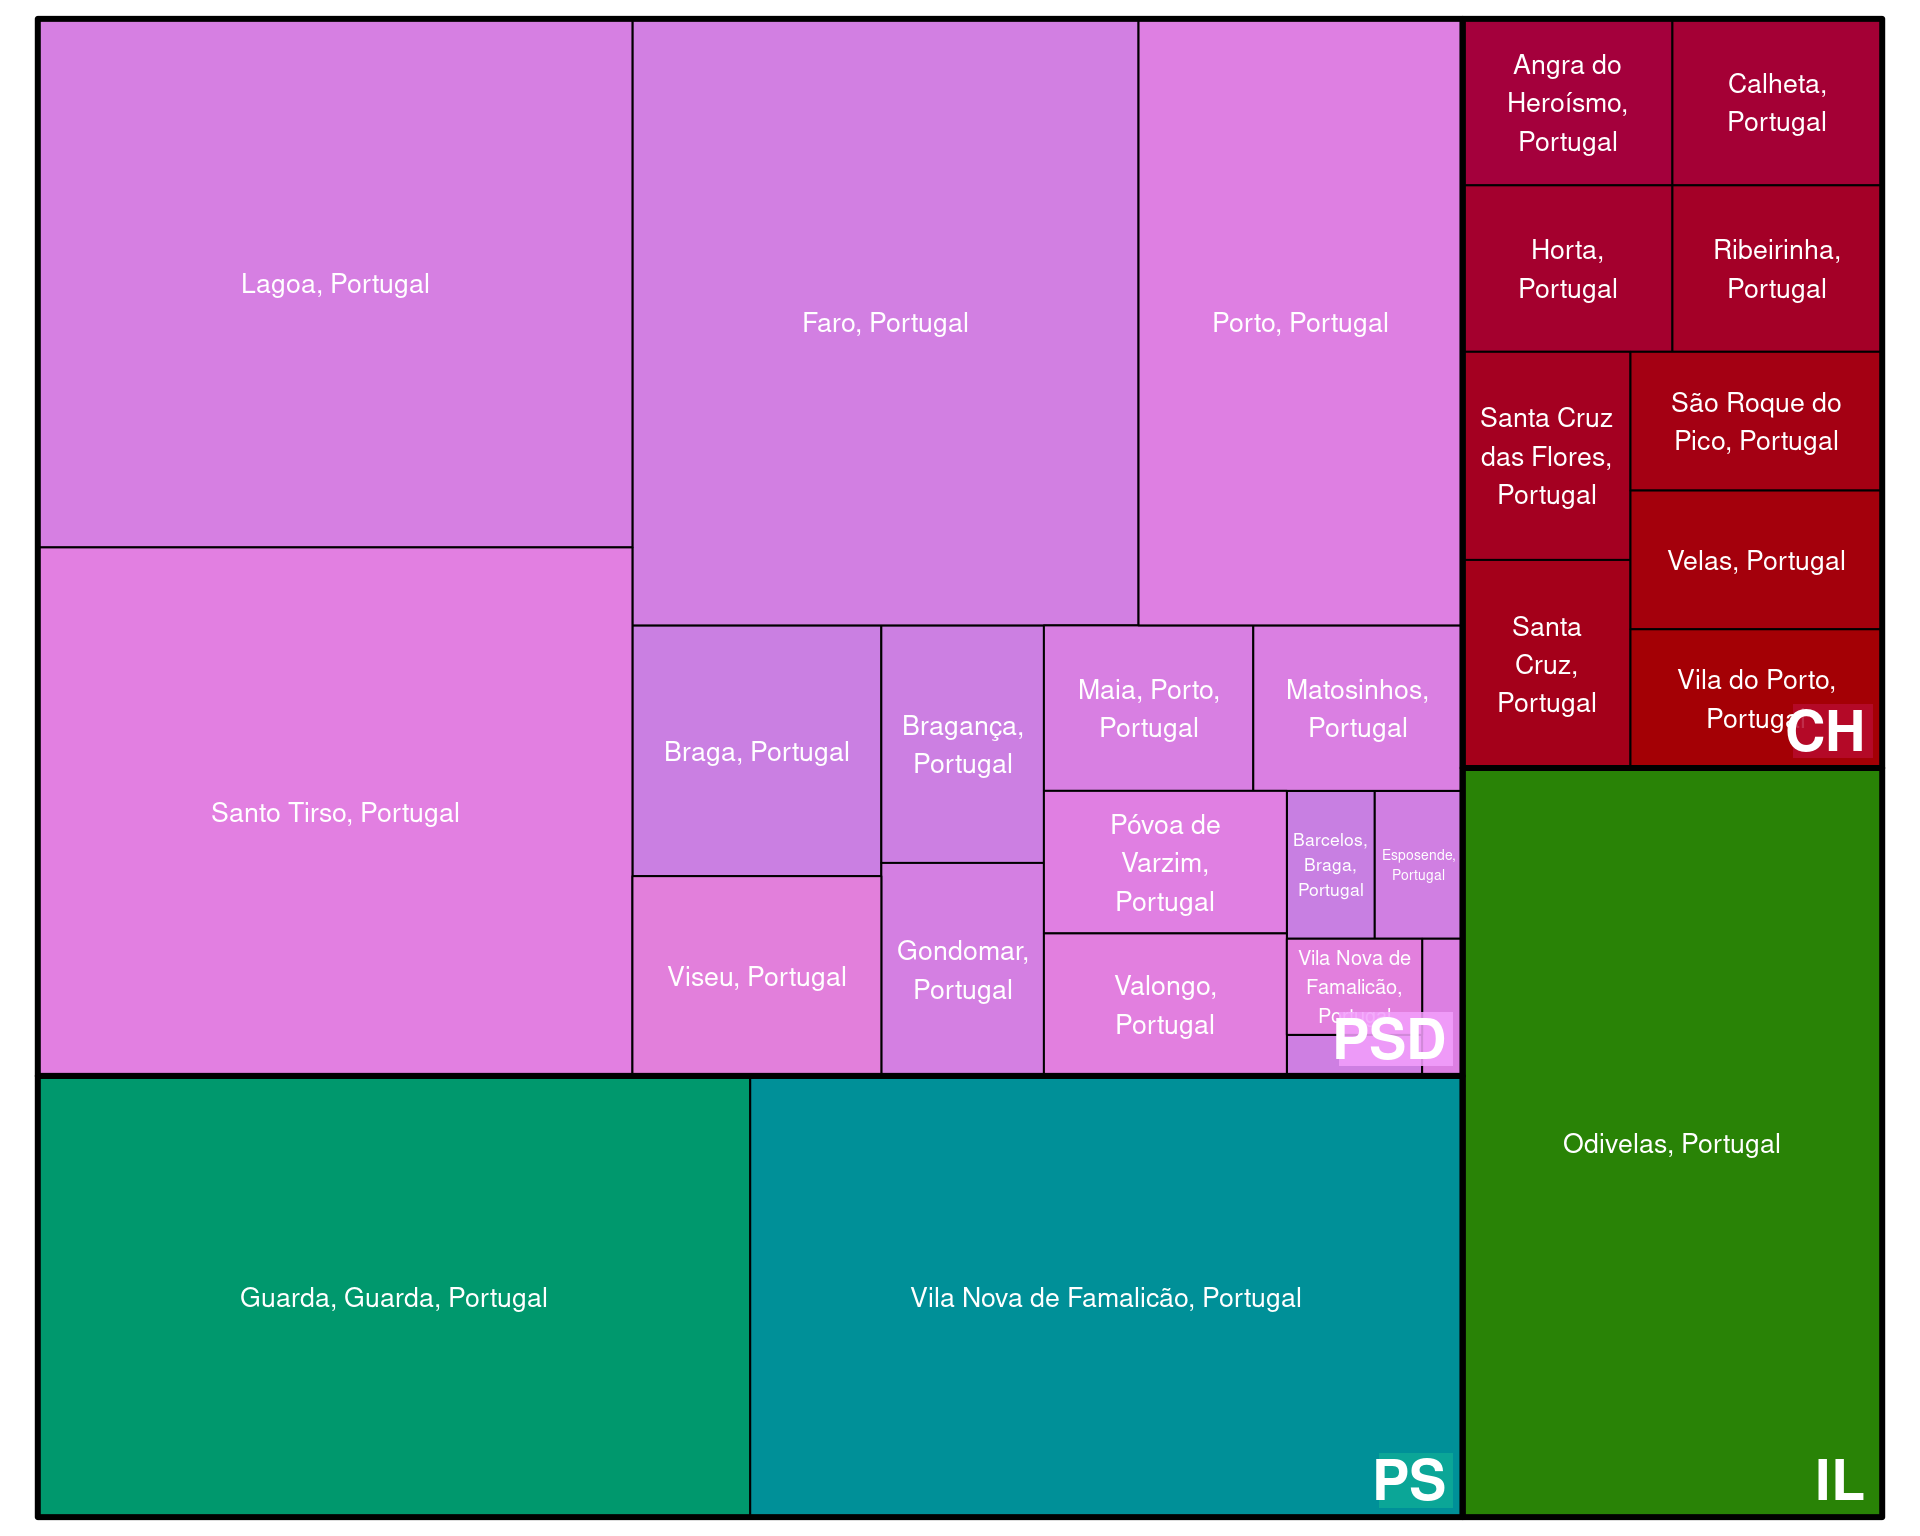 Lagoa, Portugal
Santo Tirso, Portugal
Faro, Portugal
Porto, Portugal
Braga, Portugal
Viseu, Portugal
Bragança,
Portugal
Gondomar,
Portugal
Maia, Porto,
Portugal
Matosinhos,
Portugal
Póvoa de
Varzim,
Portugal
Valongo,
Portugal
Barcelos,
Braga,
Portugal
Esposende,
Portugal
Vila Nova de
Famalicão,
Portugal
PSD
Guarda, Guarda, Portugal
Vila Nova de Famalicão, Portugal
PS
Angra do
Heroísmo,
Portugal
Calheta,
Portugal
Horta,
Portugal
Ribeirinha,
Portugal
Santa Cruz
das Flores,
Portugal
Santa
Cruz,
Portugal
São Roque do
Pico, Portugal
Velas, Portugal
Vila do Porto,
Portugal
CH
Odivelas, Portugal
IL